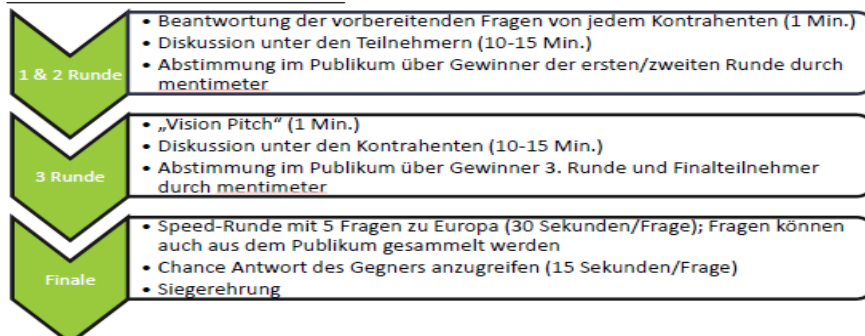 1 & 2 Runde
• Beantwortung der vorbereitenden Fragen von jedem Kontrahenten (1 Min.)
• Diskussion unter den Teilnehmern (10-15 Min.)
• Abstimmung im Publikum über Gewinner der ersten/zweiten Runde durch
mentimeter
3 Runde
• „Vision Pitch“ (1 Min.)
• Diskussion unter den Kontrahenten (10-15 Min.)
• Abstimmung im Publikum über Gewinner 3. Runde und Finalteilnehmer
durch mentimeter
Finale
• Speed-Runde mit 5 Fragen zu Europa (30 Sekunden/Frage); Fragen können
auch aus dem Publikum gesammelt werden
• Chance Antwort des Gegners anzugreifen (15 Sekunden/Frage)
• Siegerehrung